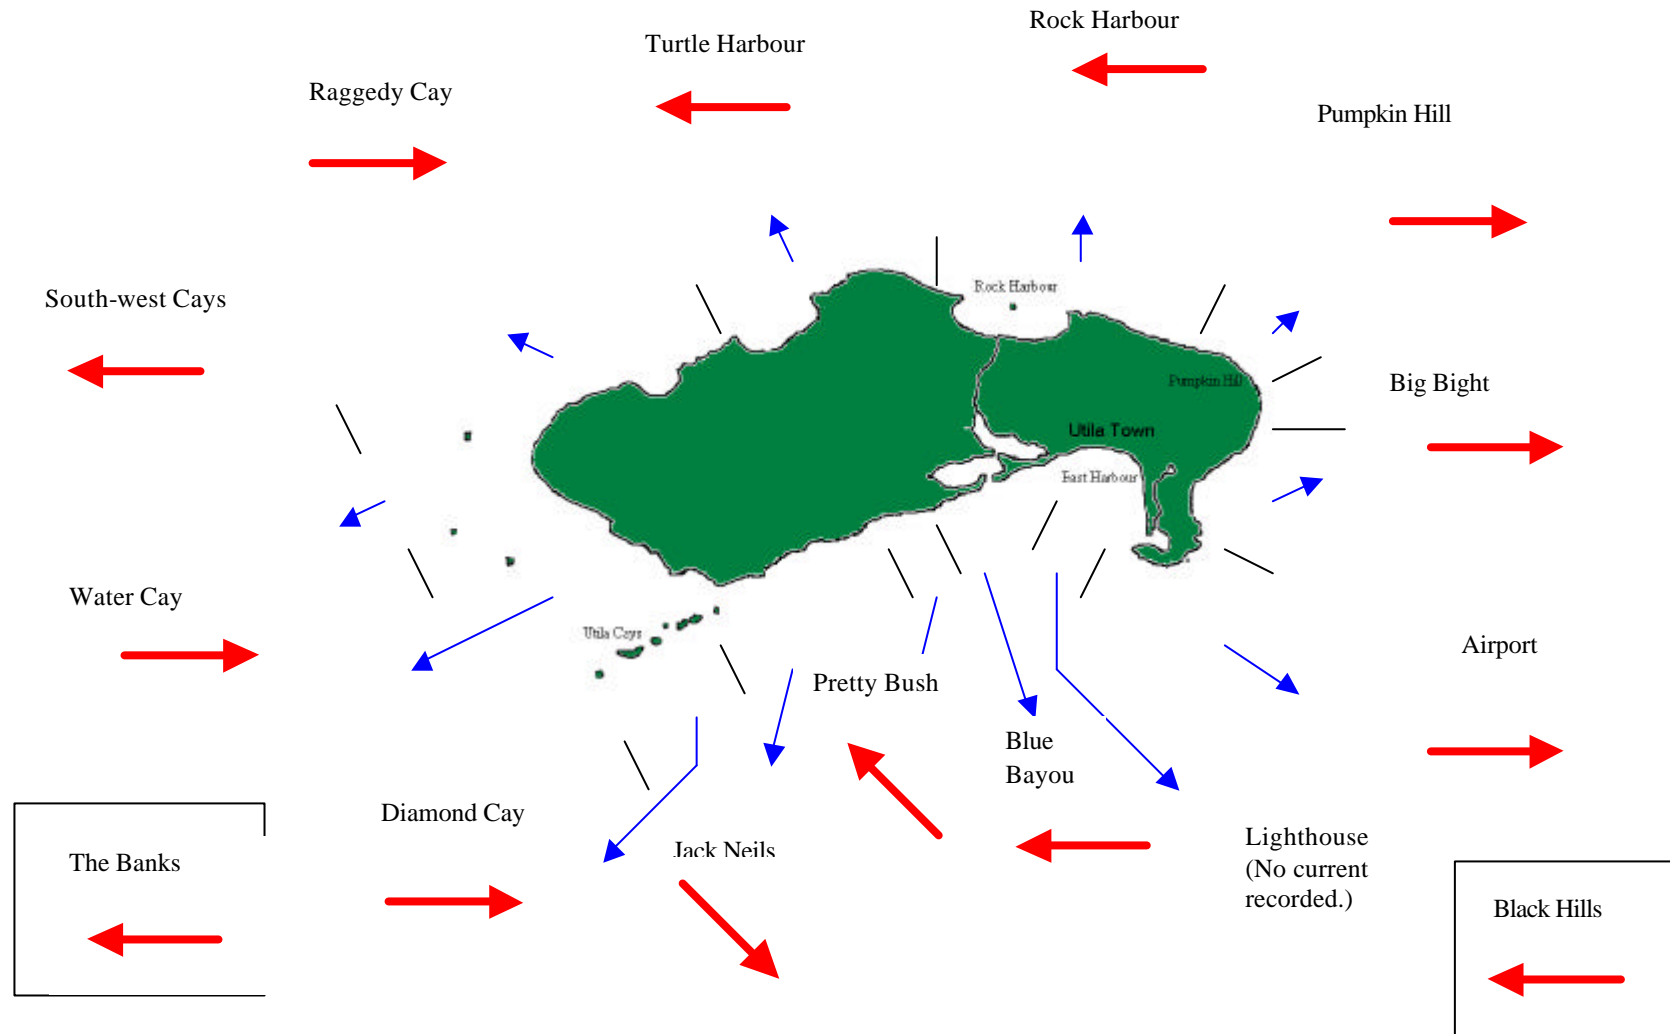 Rock Harbour
Turtle Harbour
Raggedy Cay
Pumpkin Hill
South-west Cays
Rock Harbour
Pumpkin Hill
Big Bight
Utila Town
East Harbour
Water Cay
Utila Cays
Airport
Pretty Bush
Blue
Bayou
Diamond Cay
Jack Neils
Lighthouse
(No current
recorded.)
The Banks
Black Hills